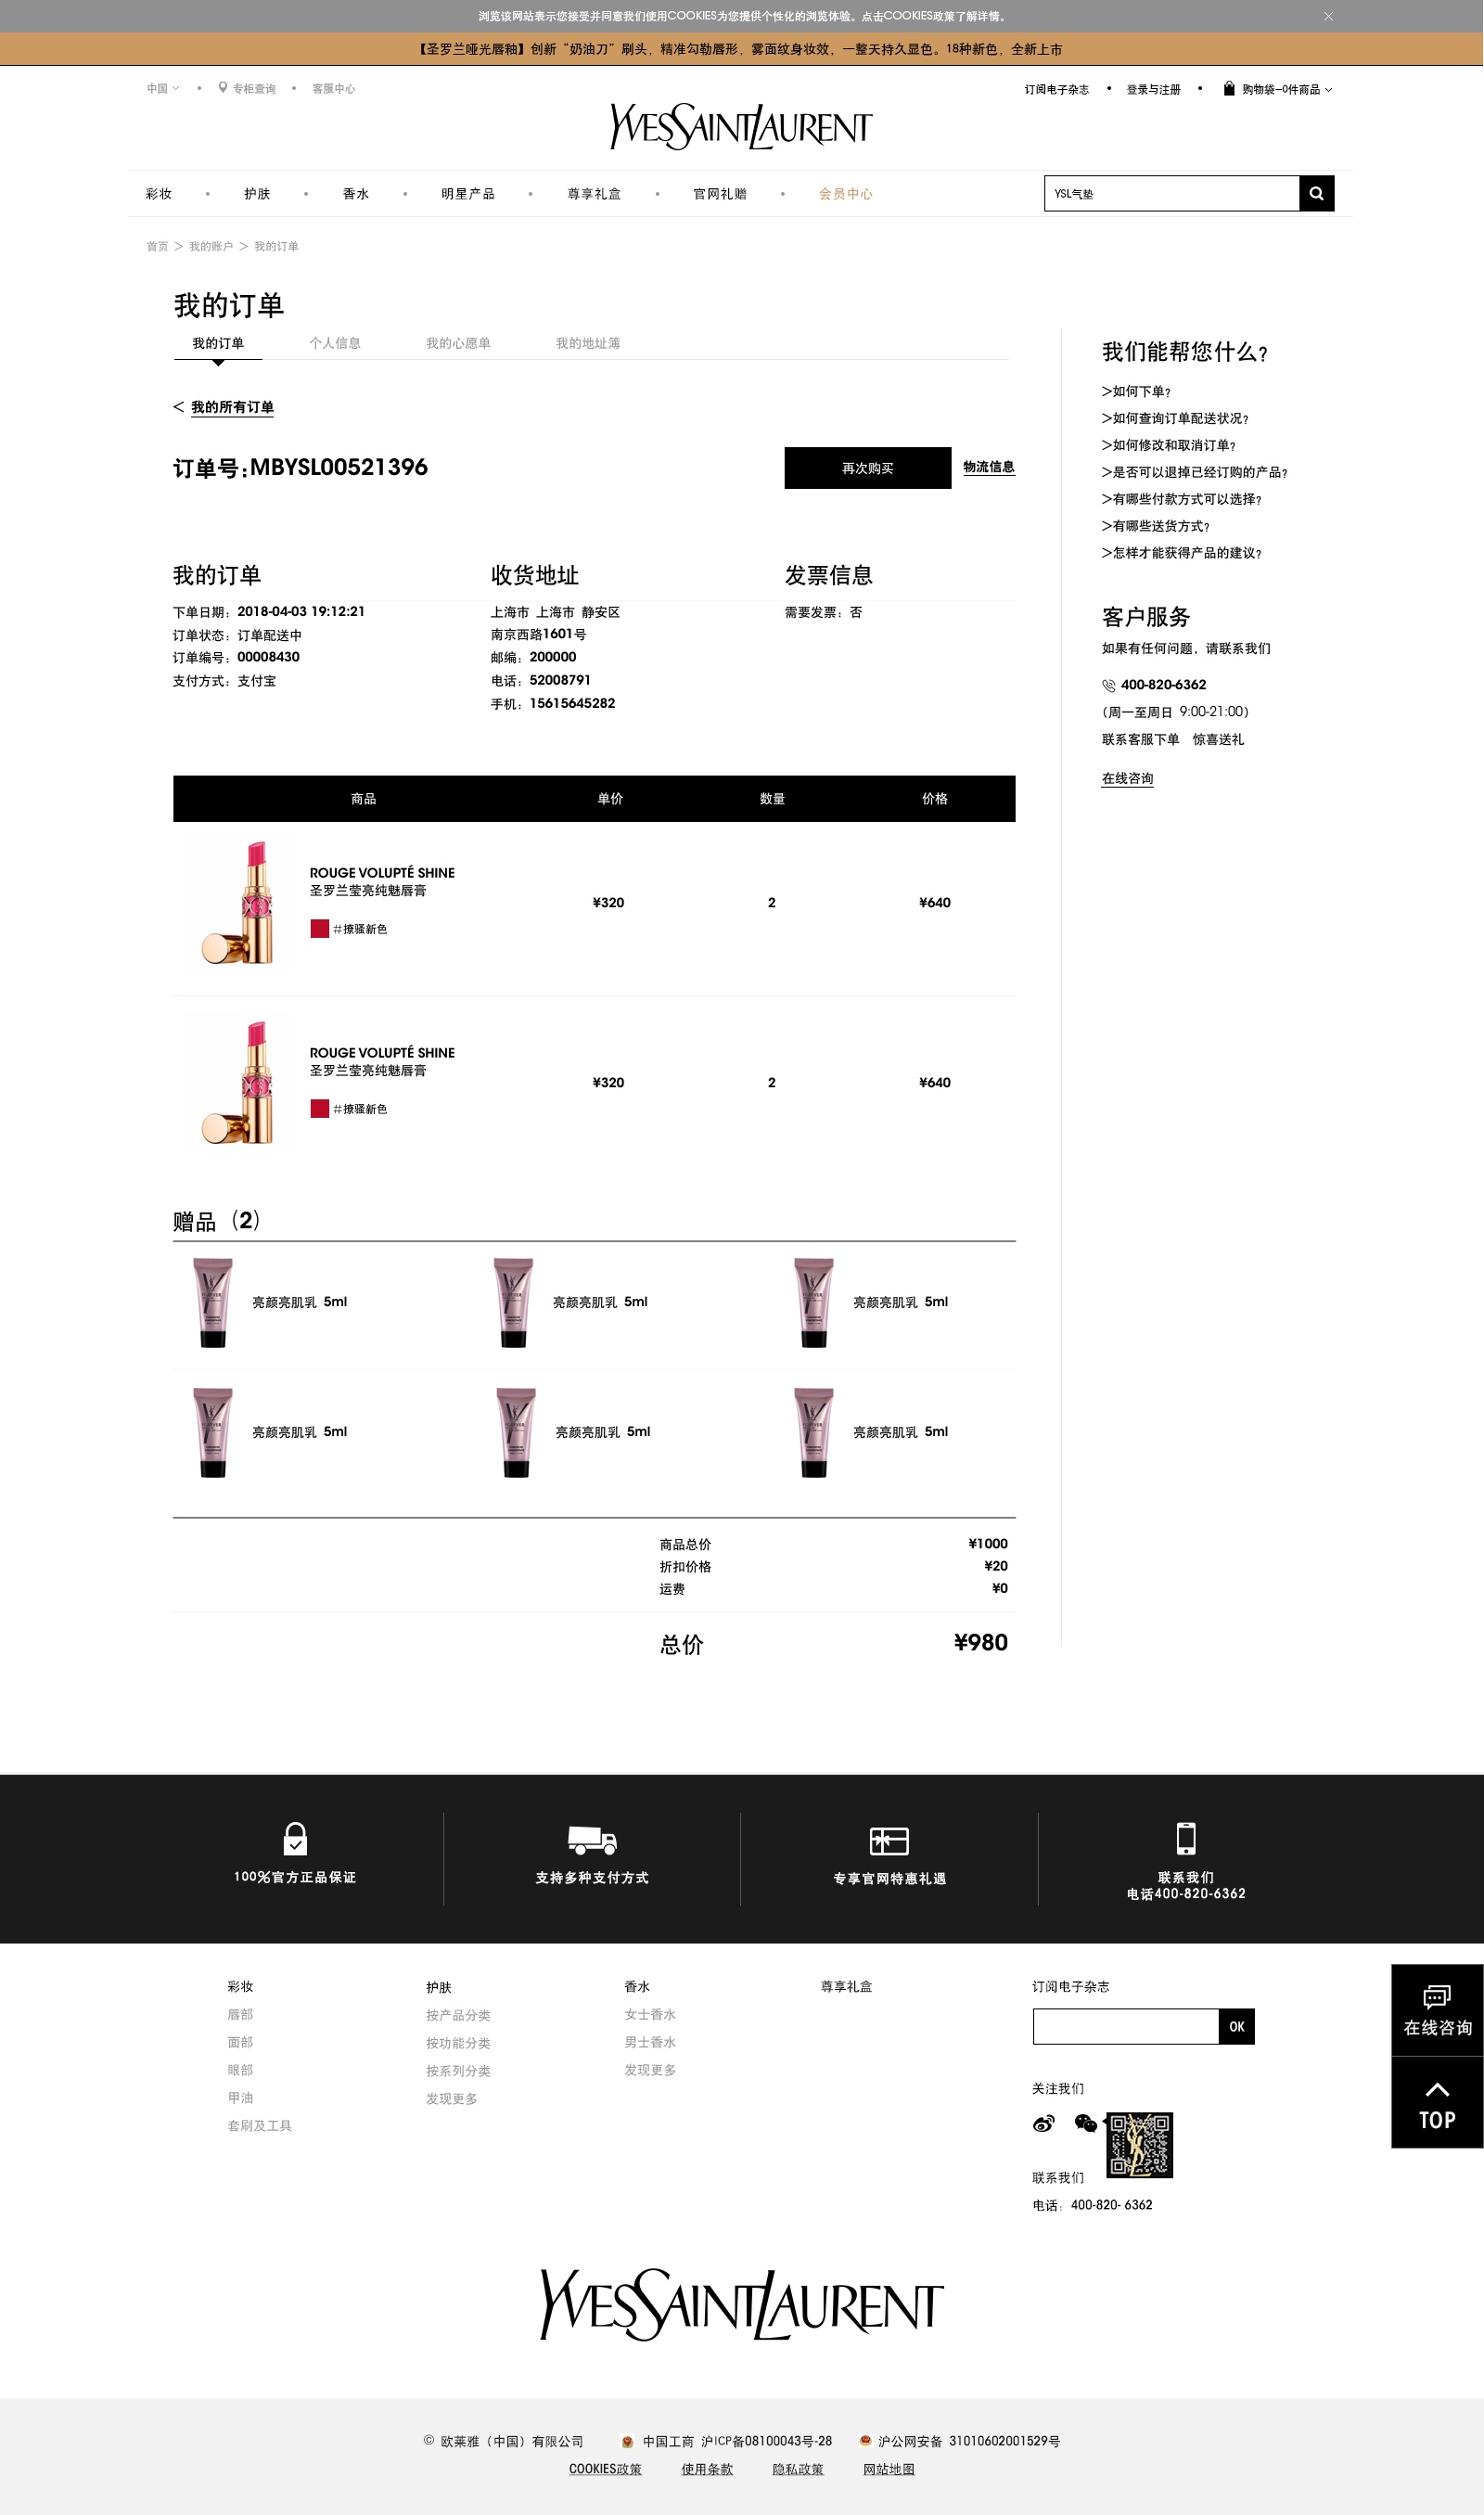 浏览该网站表示您接受并同意我们使用COOKIES为您提供个性化的浏览体验。点击COOKIES政策了解详情。
【圣罗兰哑光唇釉】创新“奶油刀”刷头，精准勾勒唇形，雾面纹身妆效，一整天持久显色。18种新色，全新上市
中国 专柜查询 客服中心 订阅电子杂志 登录与注册 购物袋—0件商品
YVESSAINTLAURENT
彩妆 护肤 香水 明星产品 尊享礼盒 官网礼赠 会员中心 YSL气垫
首页 > 我的账户 > 我的订单
我的订单
我的订单 个人信息 我的心愿单 我的地址簿
< 我的所有订单
订单号:MBYSL00521396 再次购买 物流信息
我的订单
下单日期：2018-04-03 19:12:21
订单状态：订单配送中
订单编号：00008430
支付方式：支付宝
收货地址
上海市 上海市 静安区
南京西路1601号
邮编：200000
电话：52008791
手机：15615645282
发票信息
需要发票：否
我们能帮您什么?
>如何下单?
>如何查询订单配送状况?
>如何修改和取消订单?
>是否可以退掉已经订购的产品?
>有哪些付款方式可以选择?
>有哪些送货方式?
>怎样才能获得产品的建议?
客户服务
如果有任何问题，请联系我们
400-820-6362
(周一至周日 9:00-21:00)
联系客服下单 惊喜送礼
在线咨询
商品 单价 数量 价格
ROUGE VOLUPTÉ SHINE
圣罗兰莹亮纯魅唇膏
#撩骚新色
¥320 2 ¥640
ROUGE VOLUPTÉ SHINE
圣罗兰莹亮纯魅唇膏
#撩骚新色
¥320 2 ¥640
赠品（2）
亮颜亮肌乳 5ml 亮颜亮肌乳 5ml 亮颜亮肌乳 5ml
亮颜亮肌乳 5ml 亮颜亮肌乳 5ml 亮颜亮肌乳 5ml
商品总价 ¥1000
折扣价格 ¥20
运费 ¥0
总价 ¥980
100%官方正品保证 支持多种支付方式 专享官网特惠礼遇 联系我们
电话400-820-6362
彩妆
唇部
面部
眼部
甲油
套刷及工具
护肤
按产品分类
按功能分类
按系列分类
发现更多
香水
女士香水
男士香水
发现更多
尊享礼盒
订阅电子杂志
OK
关注我们
联系我们
电话：400-820- 6362
在线咨询
TOP
YVESSAINTLAURENT
© 欧莱雅（中国）有限公司 中国工商 沪ICP备08100043号-28 沪公网安备 31010602001529号
COOKIES政策 使用条款 隐私政策 网站地图